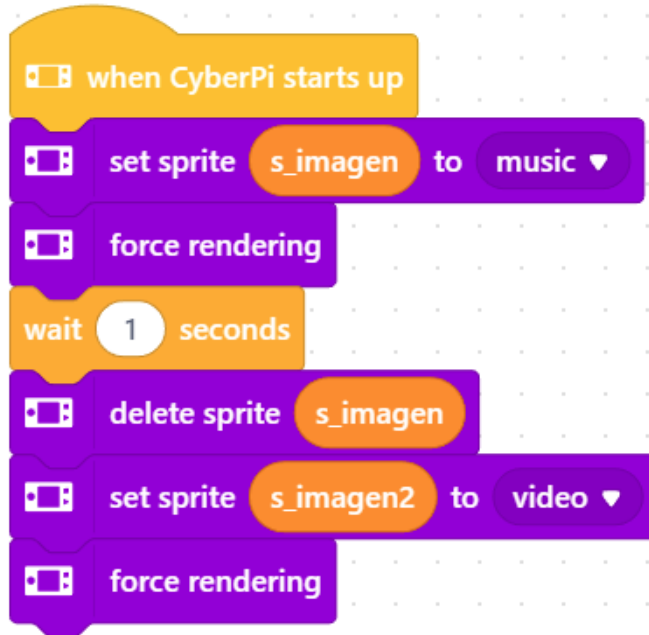 when CyberPi starts up
set sprite s_imagen to music
force rendering
wait 1 seconds
delete sprite s_imagen
set sprite s_imagen2 to video
force rendering